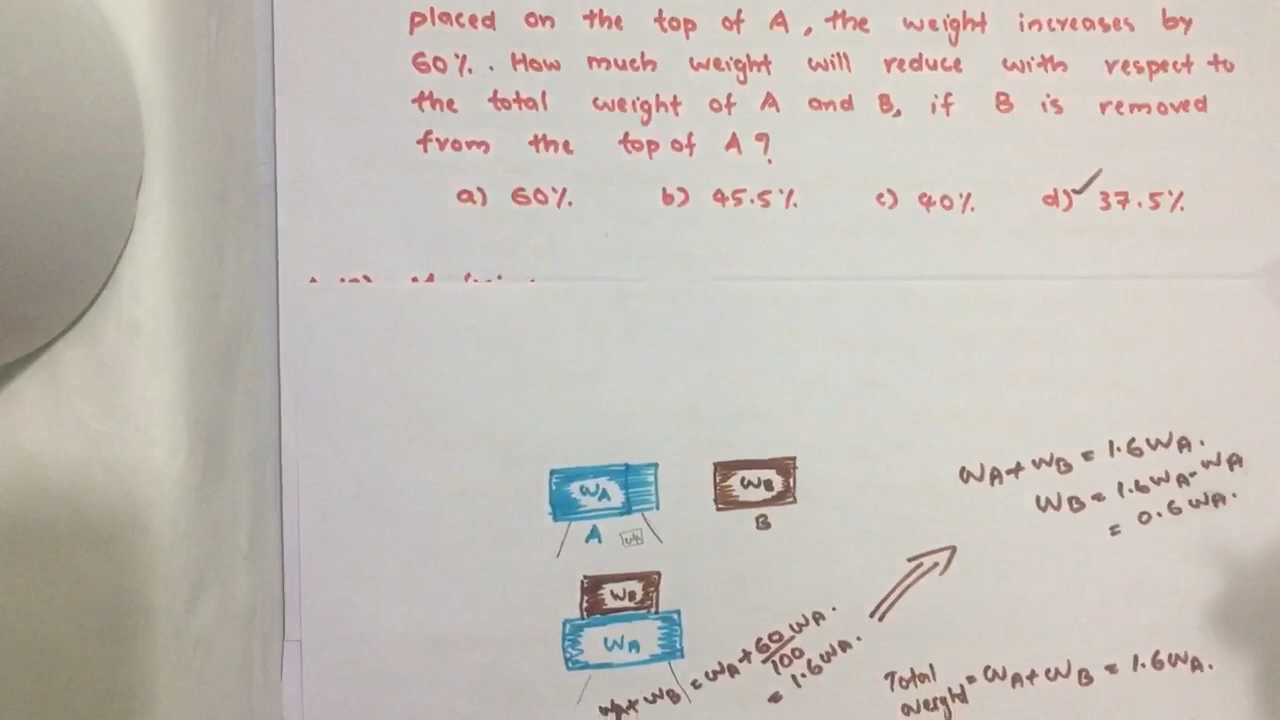 placed on the top of A, the weight increases by
60%. How much weight will reduce with respect to
the total weight of A and B, if B is removed
from the top of A?
a) 60% b) 45.5% c) 40% d) ✓ 37.5%
WA WB
A WA B
WA+WB = 1.6WA.
WB = 1.6WA-WA
= 0.6WA.
WB
WA
WA+WB = WA+60/100 WA.
= 1.6WA.
Total weight = WA+WB = 1.6WA.